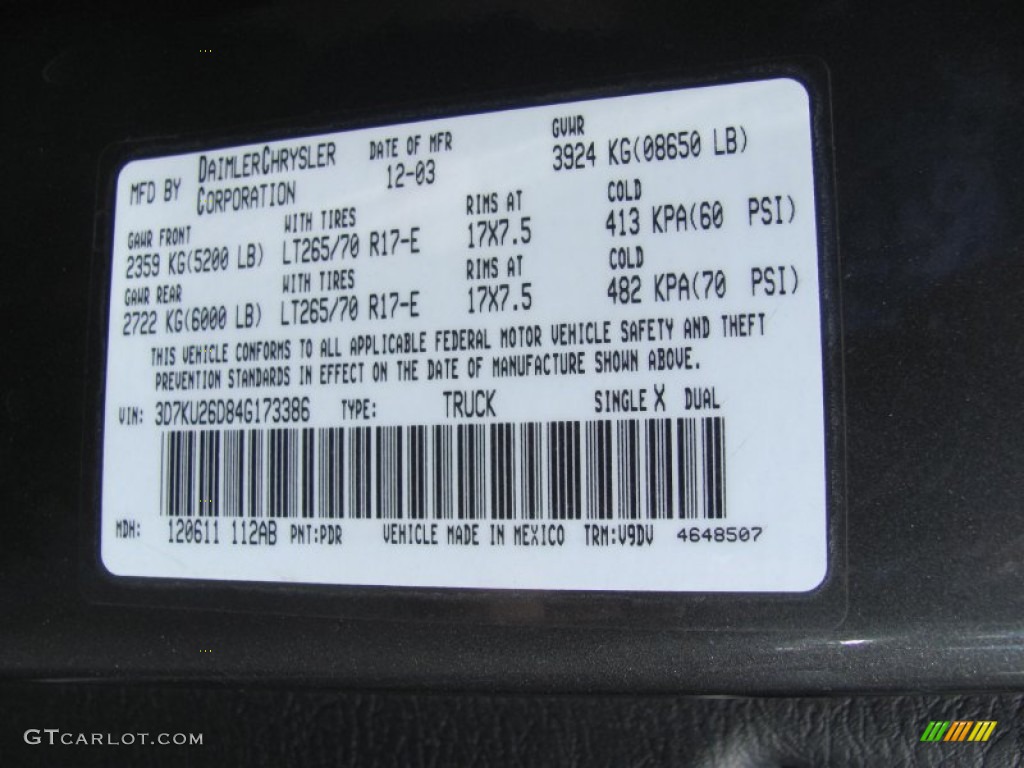 MFD BY DAIMLERCHRYSLER CORPORATION DATE OF MFR 12-03 GVWR 3924 KG(08650 LB)
GAWR FRONT WITH TIRES RIMS AT COLD
2359 KG(5200 LB) LT265/70 R17-E 17X7.5 413 KPA(60 PSI)
GAWR REAR WITH TIRES RIMS AT COLD
2722 KG(6000 LB) LT265/70 R17-E 17X7.5 482 KPA(70 PSI)
THIS VEHICLE CONFORMS TO ALL APPLICABLE FEDERAL MOTOR VEHICLE SAFETY AND THEFT
PREVENTION STANDARDS IN EFFECT ON THE DATE OF MANUFACTURE SHOWN ABOVE.
VIN: 3D7KU26D84G173386 TYPE: TRUCK SINGLE X DUAL
MDH: 120611 112AB PNT:PDR VEHICLE MADE IN MEXICO TRM:V9DV 4648507
GTCARLOT.COM